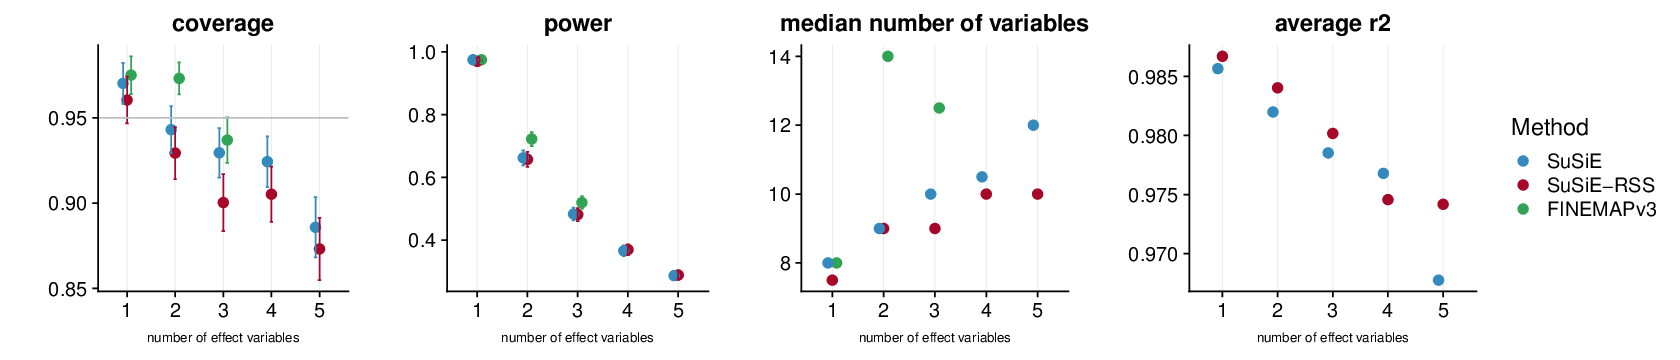 coverage
0.95
0.90
0.85
1
2
3
4
5
number of effect variables
power
1.0
0.8
0.6
0.4
1
2
3
4
5
number of effect variables
median number of variables
14
12
10
8
1
2
3
4
5
number of effect variables
average r2
0.985
0.980
0.975
0.970
1
2
3
4
5
number of effect variables
Method
SuSiE
SuSiE−RSS
FINEMAPv3